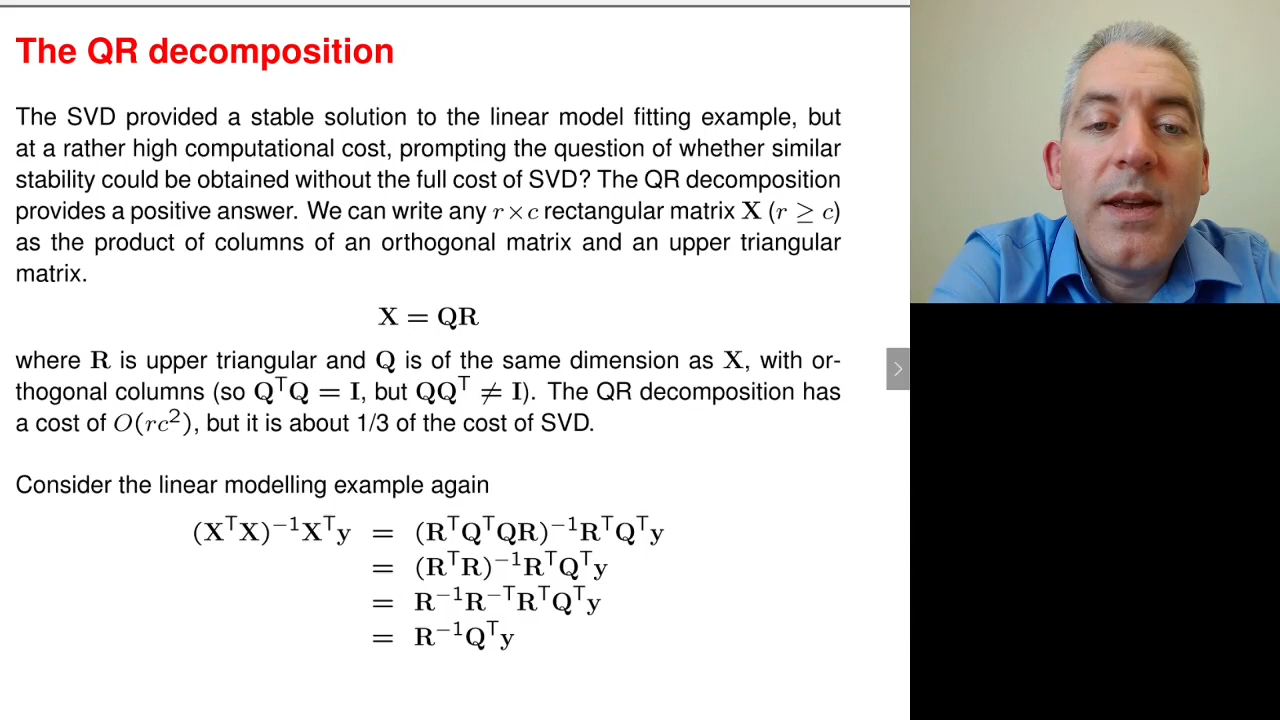 The QR decomposition
The SVD provided a stable solution to the linear model fitting example, but
at a rather high computational cost, prompting the question of whether similar
stability could be obtained without the full cost of SVD? The QR decomposition
provides a positive answer. We can write any r × c rectangular matrix X (r ≥ c)
as the product of columns of an orthogonal matrix and an upper triangular
matrix.
X = QR
where R is upper triangular and Q is of the same dimension as X, with or-
thogonal columns (so QᵀQ = I, but QQᵀ ≠ I). The QR decomposition has
a cost of O(rc²), but it is about 1/3 of the cost of SVD.
Consider the linear modelling example again
(XᵀX)⁻¹Xᵀy = (RᵀQᵀQR)⁻¹RᵀQᵀy
= (RᵀR)⁻¹RᵀQᵀy
= R⁻¹R⁻ᵀRᵀQᵀy
= R⁻¹Qᵀy